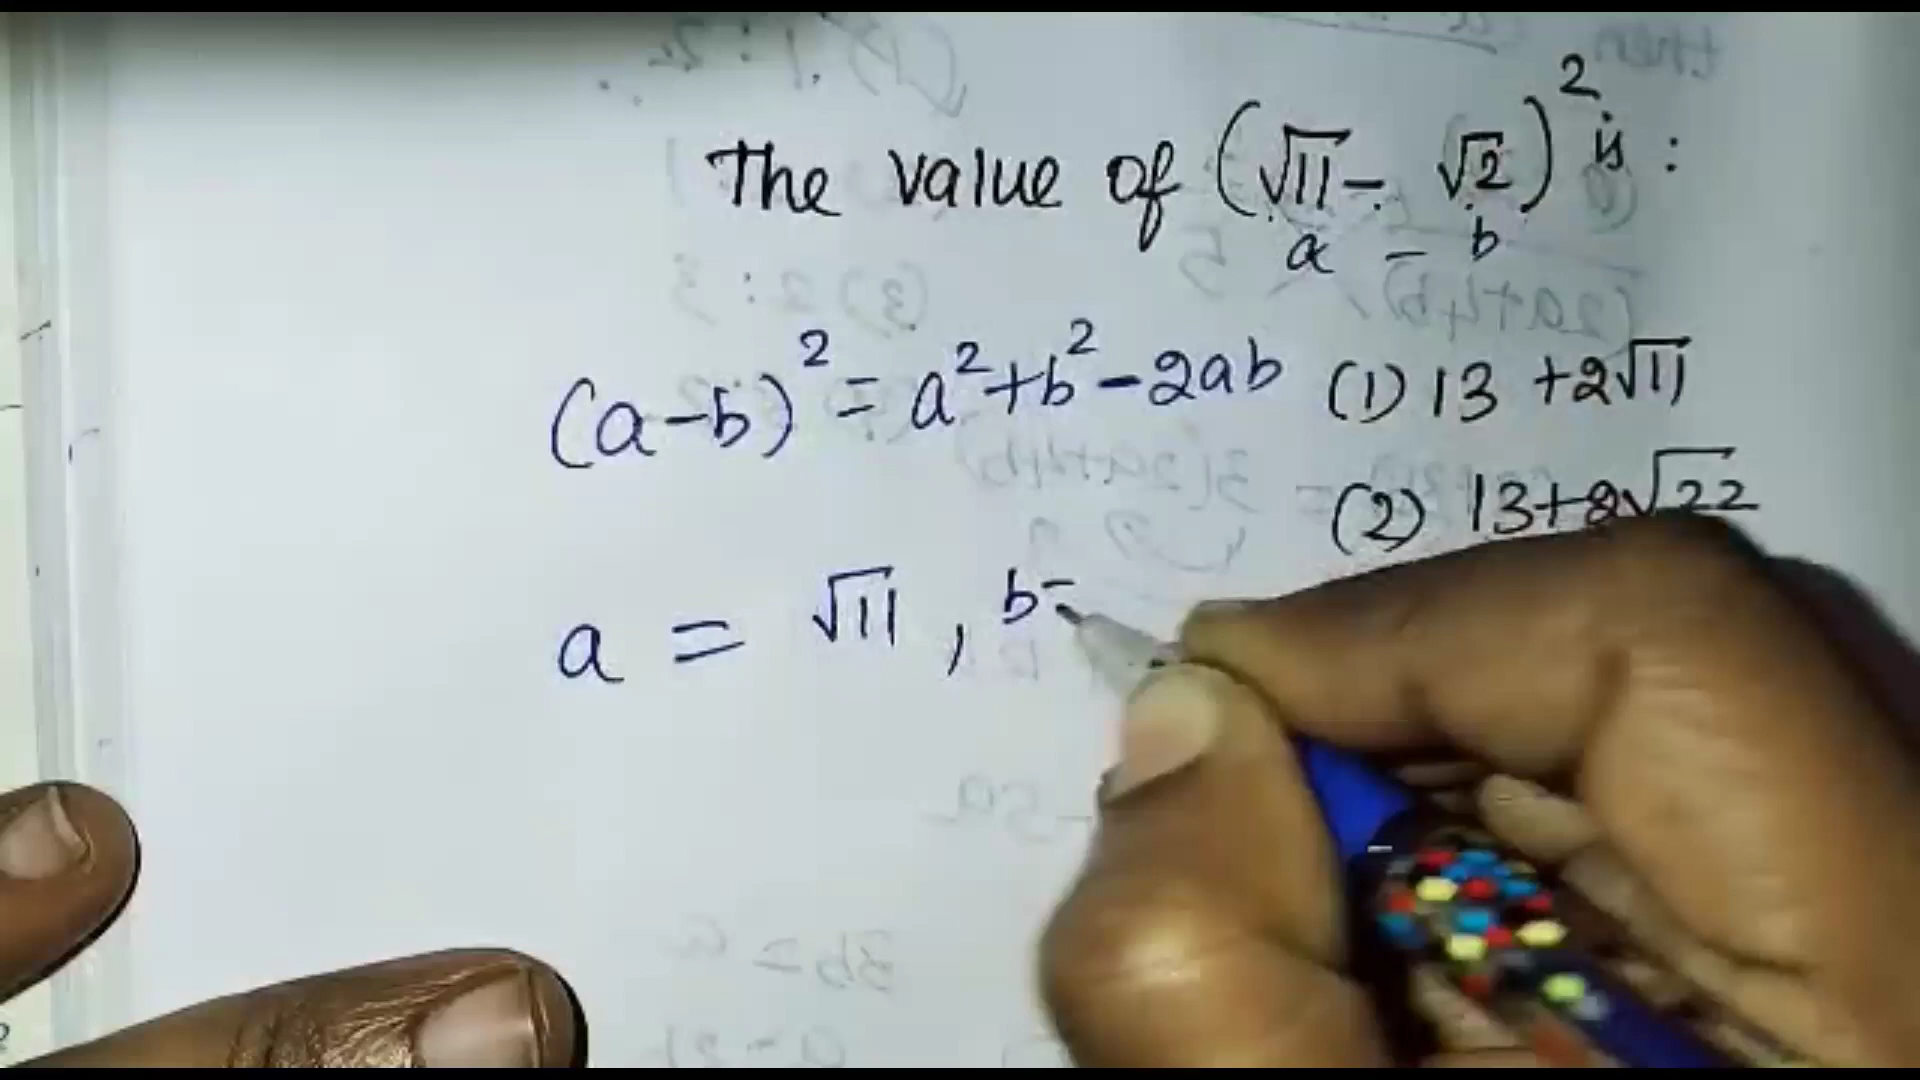 The value of (√11 - √2)² is :
a - b
(a-b)² = a²+b²-2ab
(1) 13 +2√11
(2) 13+2√22
a = √11 , b=